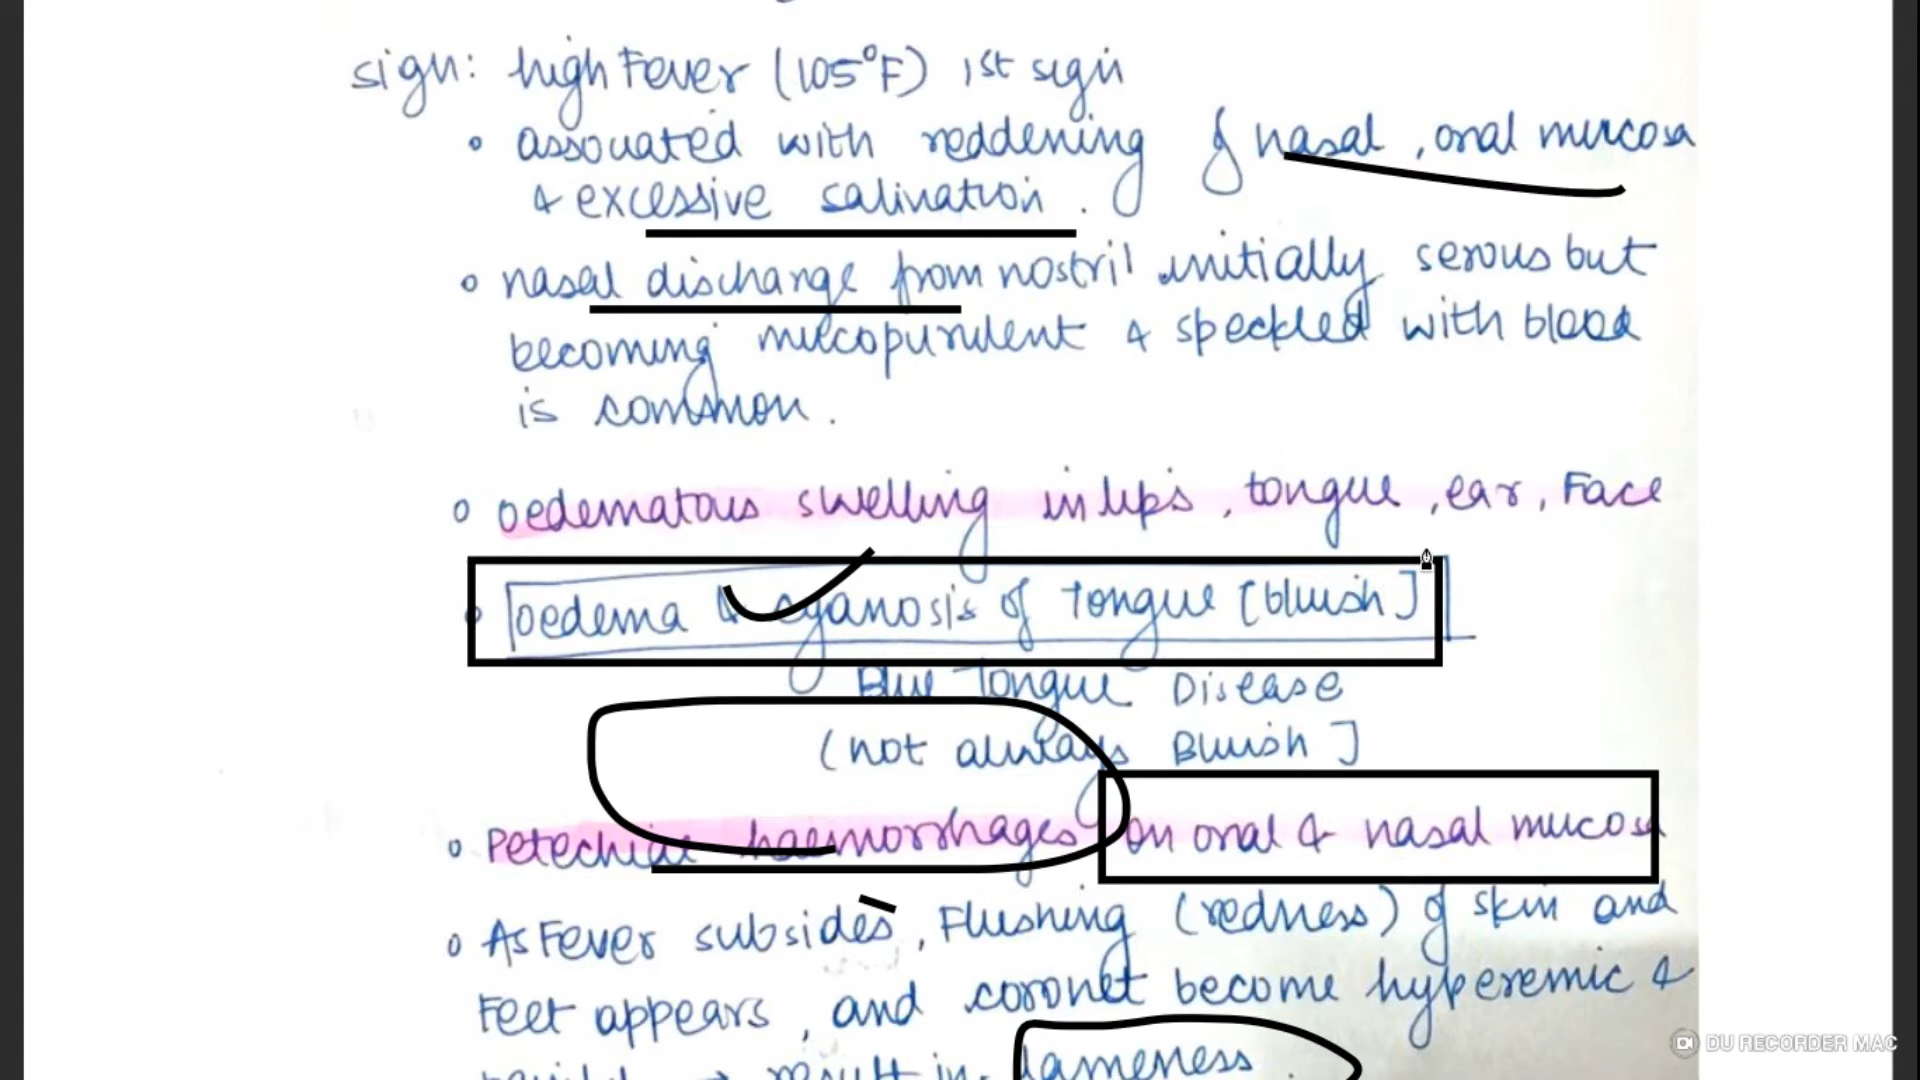 sign: high Fever (105°F) 1st sign
• associated with reddening of nasal, oral mucosa
& excessive salivation.
• nasal discharge from nostril initially serous but
becoming mucopurulent & speckled with blood
is common.
• oedematous swelling in lips, tongue, ear, Face
• oedema & cyanosis of tongue [bluish]
Blue Tongue Disease
(not always Bluish]
• Petechial haemorrhages on oral & nasal mucosa
• As Fever subsides, Flushing (redness) of skin and
Feet appears, and coronet become hyperemic &
→ result in lameness.
DU RECORDER MAC